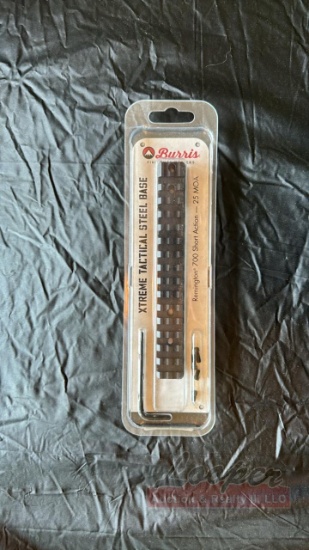 Burris
XTREME TACTICAL STEEL BASE
Remington 700 Short Action — 25 MOA